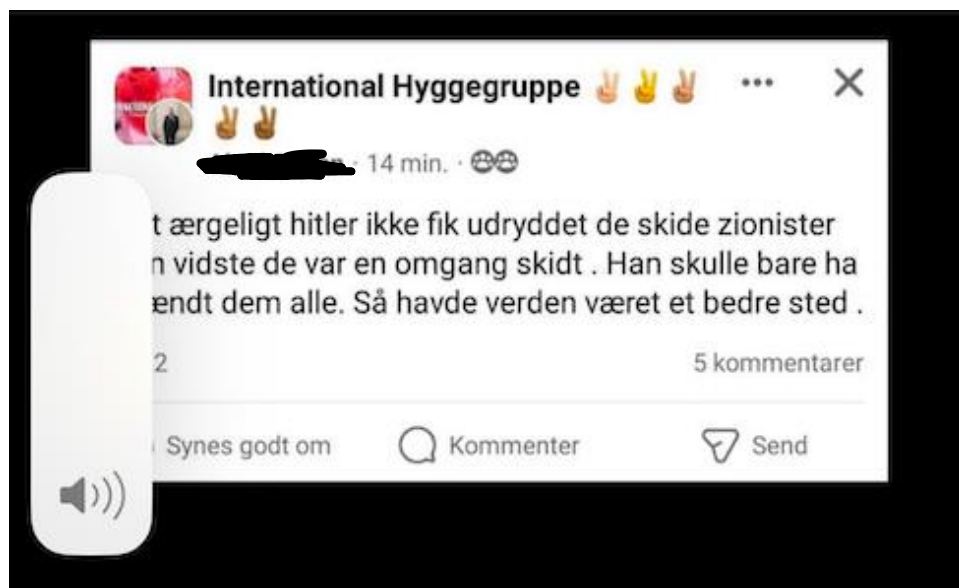 International Hyggegruppe ✌🏻✌️✌🏽
✌🏽✌🏾
· 14 min. ·
ærgeligt hitler ikke fik udryddet de skide zionister
vidste de var en omgang skidt . Han skulle bare ha
dem alle. Så havde verden været et bedre sted .
2
5 kommentarer
Synes godt om
Kommenter
Send